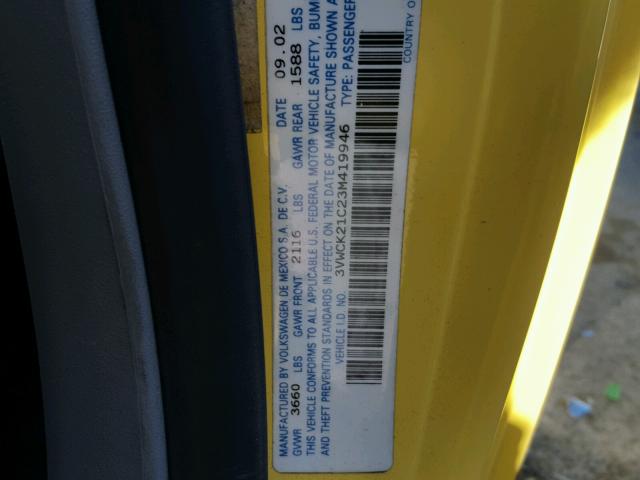 MANUFACTURED BY VOLKSWAGEN DE MEXICO S.A. DE C.V. DATE 09.02
GVWR 3660 LBS GAWR FRONT 2116 LBS GAWR REAR 1588 LBS
THIS VEHICLE CONFORMS TO ALL APPLICABLE U.S. FEDERAL MOTOR VEHICLE SAFETY, BUM
AND THEFT PREVENTION STANDARDS IN EFFECT ON THE DATE OF MANUFACTURE SHOWN A
VEHICLE I.D. NO. 3VWCK21C23M419946 TYPE: PASSENGER
COUNTRY O